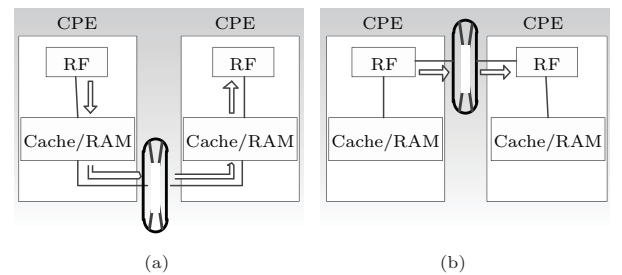 CPE CPE CPE CPE
RF RF RF RF
Cache/RAM Cache/RAM Cache/RAM Cache/RAM
(a) (b)